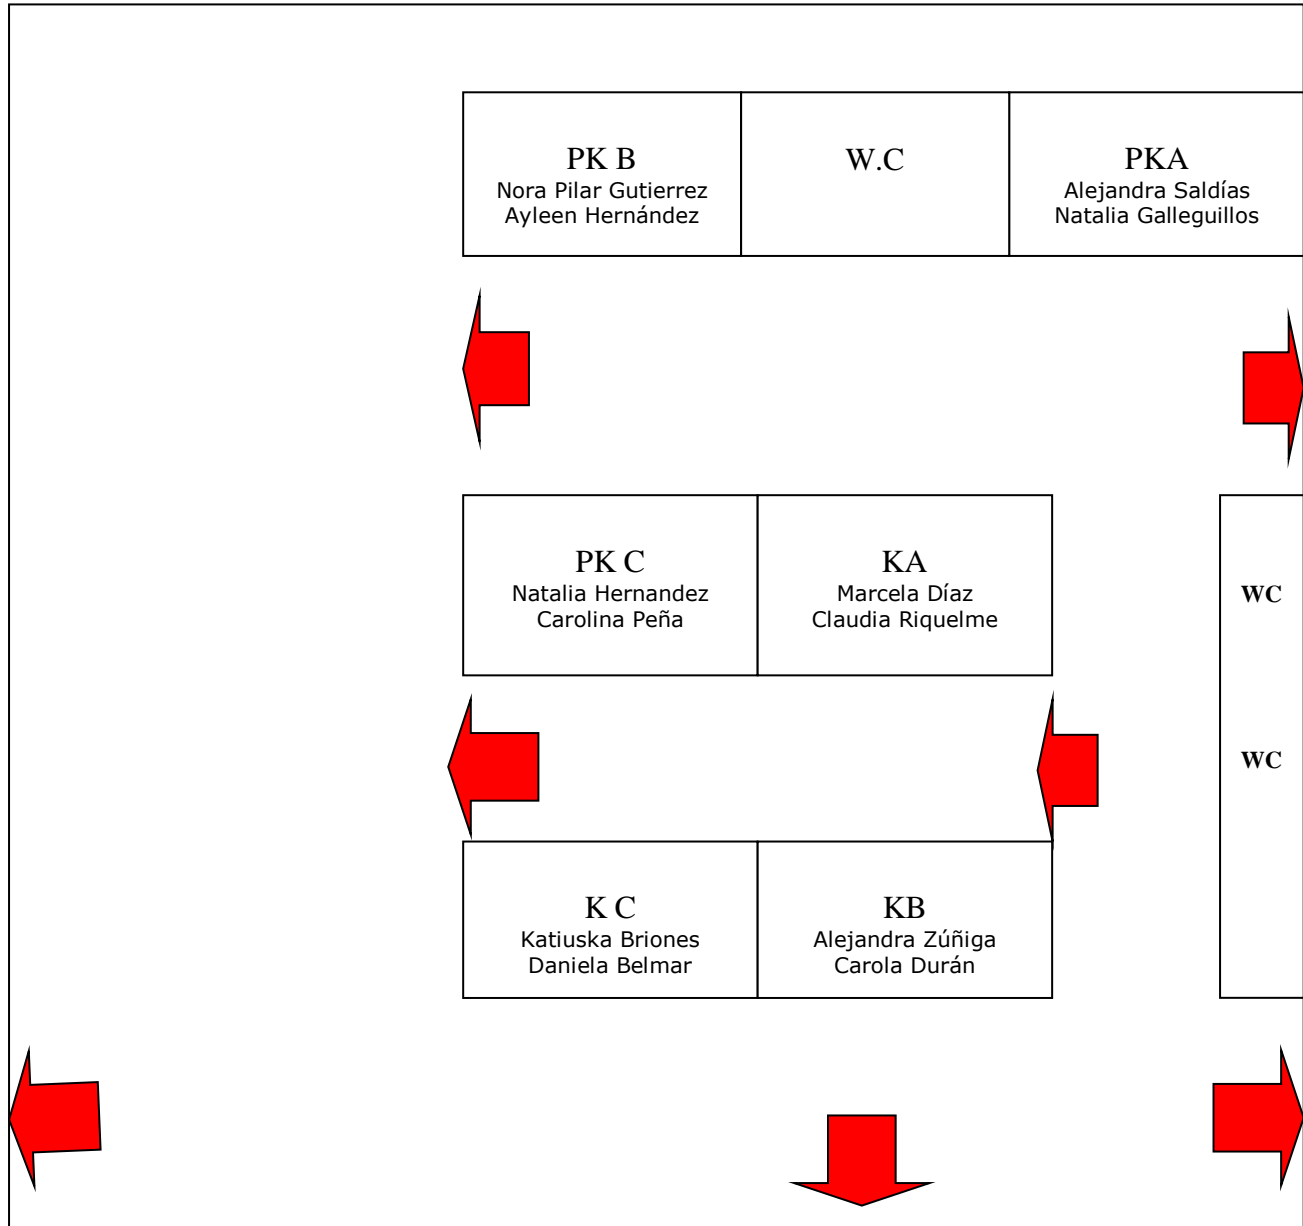 PK B
Nora Pilar Gutierrez
Ayleen Hernández
W.C
PKA
Alejandra Saldías
Natalia Galleguillos
PK C
Natalia Hernandez
Carolina Peña
KA
Marcela Díaz
Claudia Riquelme
WC
WC
K C
Katiuska Briones
Daniela Belmar
KB
Alejandra Zúñiga
Carola Durán